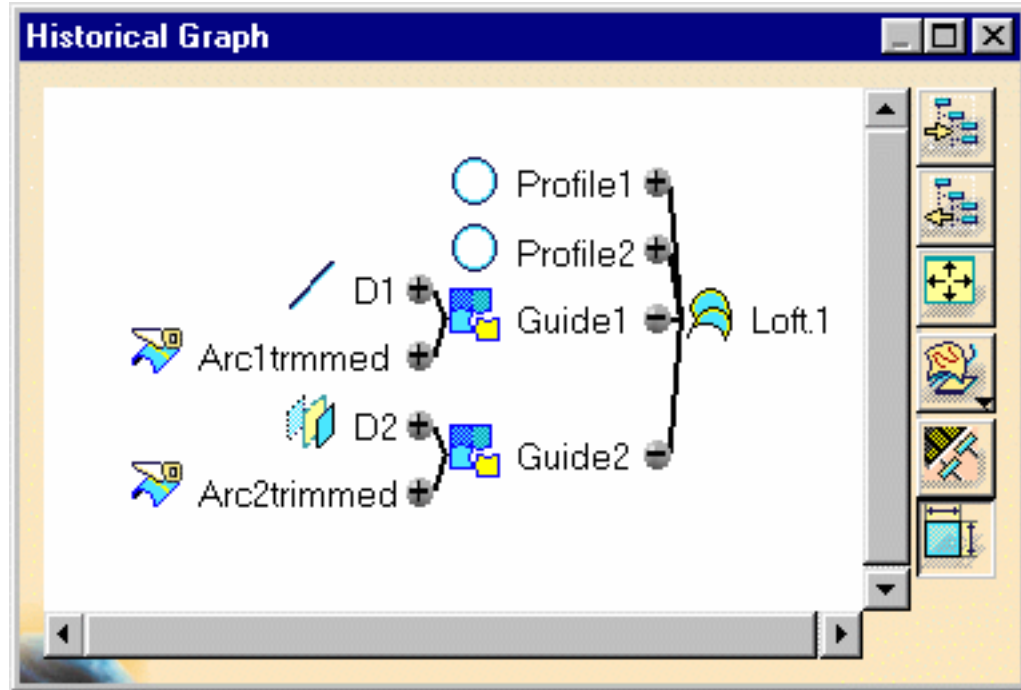 Historical Graph
Profile1
Profile2
D1
Guide1
Loft.1
Arc1trmmed
D2
Guide2
Arc2trimmed